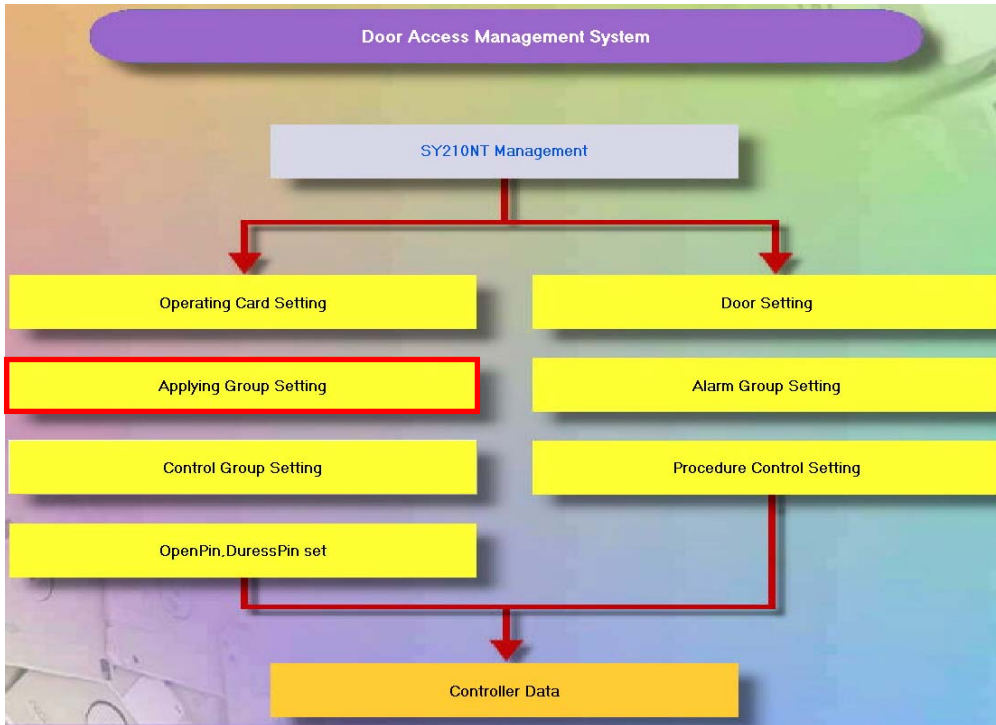 Door Access Management System
SY210NT Management
Operating Card Setting
Door Setting
Applying Group Setting
Alarm Group Setting
Control Group Setting
Procedure Control Setting
OpenPin,DuressPin set
Controller Data